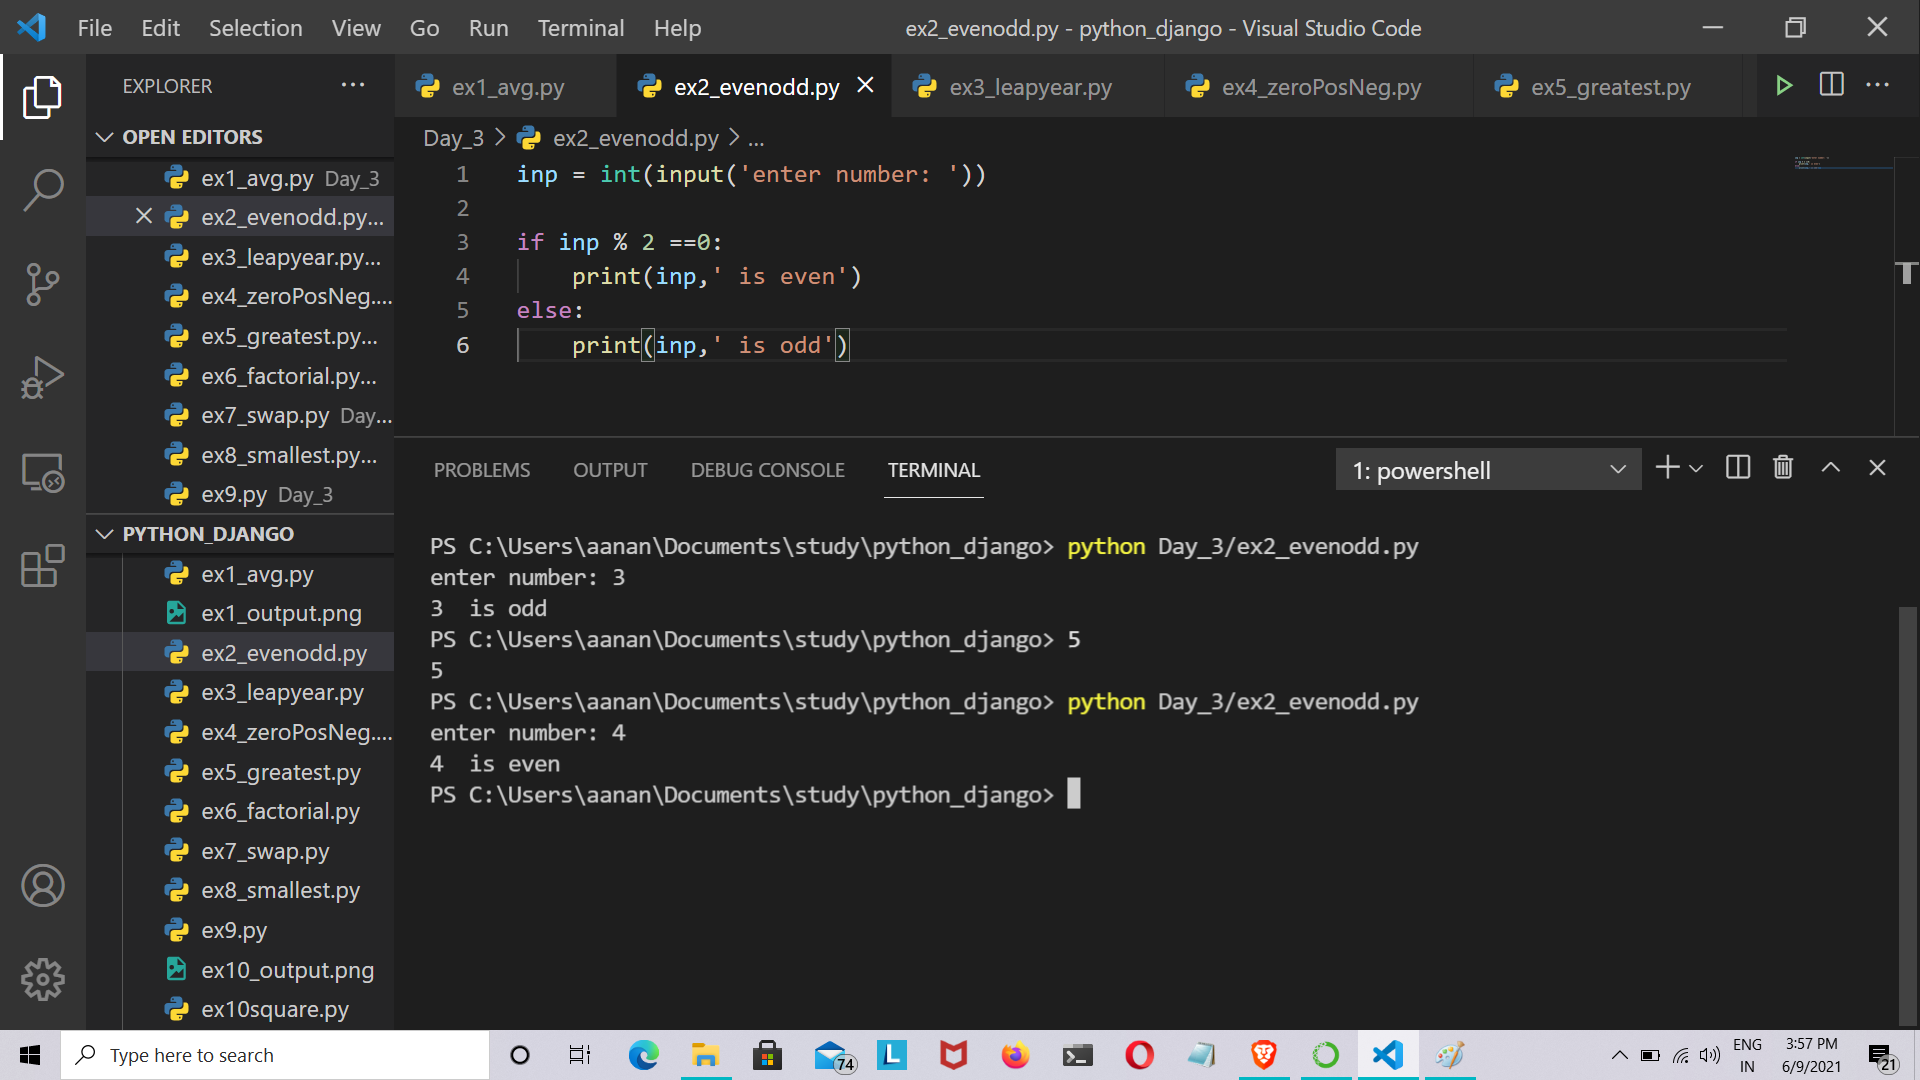 File Edit Selection View Go Run Terminal Help
ex2_evenodd.py - python_django - Visual Studio Code
EXPLORER
OPEN EDITORS
ex1_avg.py Day_3
ex2_evenodd.py...
ex3_leapyear.py...
ex4_zeroPosNeg....
ex5_greatest.py...
ex6_factorial.py...
ex7_swap.py Day...
ex8_smallest.py...
ex9.py Day_3
PYTHON_DJANGO
ex1_avg.py
ex1_output.png
ex2_evenodd.py
ex3_leapyear.py
ex4_zeroPosNeg....
ex5_greatest.py
ex6_factorial.py
ex7_swap.py
ex8_smallest.py
ex9.py
ex10_output.png
ex10square.py
ex1_avg.py ex2_evenodd.py ex3_leapyear.py ex4_zeroPosNeg.py ex5_greatest.py
Day_3 > ex2_evenodd.py > ...
1 inp = int(input('enter number: '))
2
3 if inp % 2 ==0:
4     print(inp,' is even')
5 else:
6     print(inp,' is odd')
PROBLEMS OUTPUT DEBUG CONSOLE TERMINAL 1: powershell
PS C:\Users\aanan\Documents\study\python_django> python Day_3/ex2_evenodd.py
enter number: 3
3  is odd
PS C:\Users\aanan\Documents\study\python_django> 5
5
PS C:\Users\aanan\Documents\study\python_django> python Day_3/ex2_evenodd.py
enter number: 4
4  is even
PS C:\Users\aanan\Documents\study\python_django>
Type here to search
74
L
ENG
IN
3:57 PM
6/9/2021
21